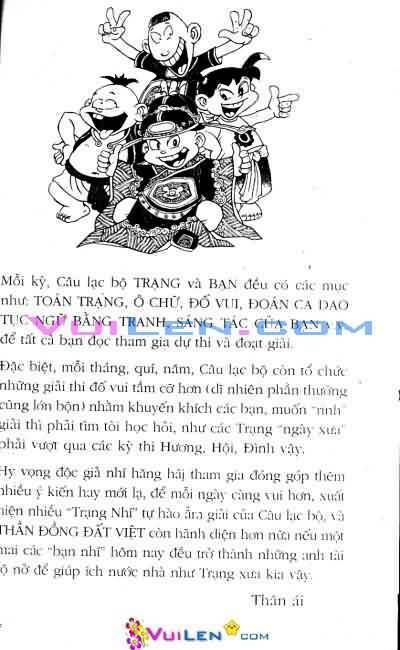 Mỗi kỳ, Câu lạc bộ TRẠNG và BẠN đều có các mục
như: TOÁN TRẠNG, Ô CHỮ, ĐỐ VUI, ĐOÁN CA DAO
TỤC NGỮ BẰNG TRANH, SÁNG TÁC CỦA BẠN
để tất cả bạn đọc tham gia dự thi và đoạt giải.
Đặc biệt, mỗi tháng, quí, năm, Câu lạc bộ còn tổ chức
những giải thi đố vui tầm cỡ hơn (dĩ nhiên phần thưởng
cũng lớn bộn) nhằm khuyến khích các bạn, muốn "rinh"
giải thì phải tìm tòi học hỏi, như các Trạng "ngày xưa"
phải vượt qua các kỳ thi Hương, Hội, Đình vậy.
Hy vọng độc giả nhí hăng hái tham gia đóng góp thêm
nhiều ý kiến hay mới lạ, để mỗi ngày càng vui hơn, xuất
hiện nhiều "Trạng Nhí" tự hào ẵm giải của Câu lạc bộ, và
THẦN ĐỒNG ĐẤT VIỆT còn hãnh diện hơn nữa nếu một
mai các "bạn nhí" hôm nay đều trở thành những anh tài
rộ nở để giúp ích nước nhà như Trạng xưa kia vậy.
Thân ái
VUILEN.COM
VUILEN.COM